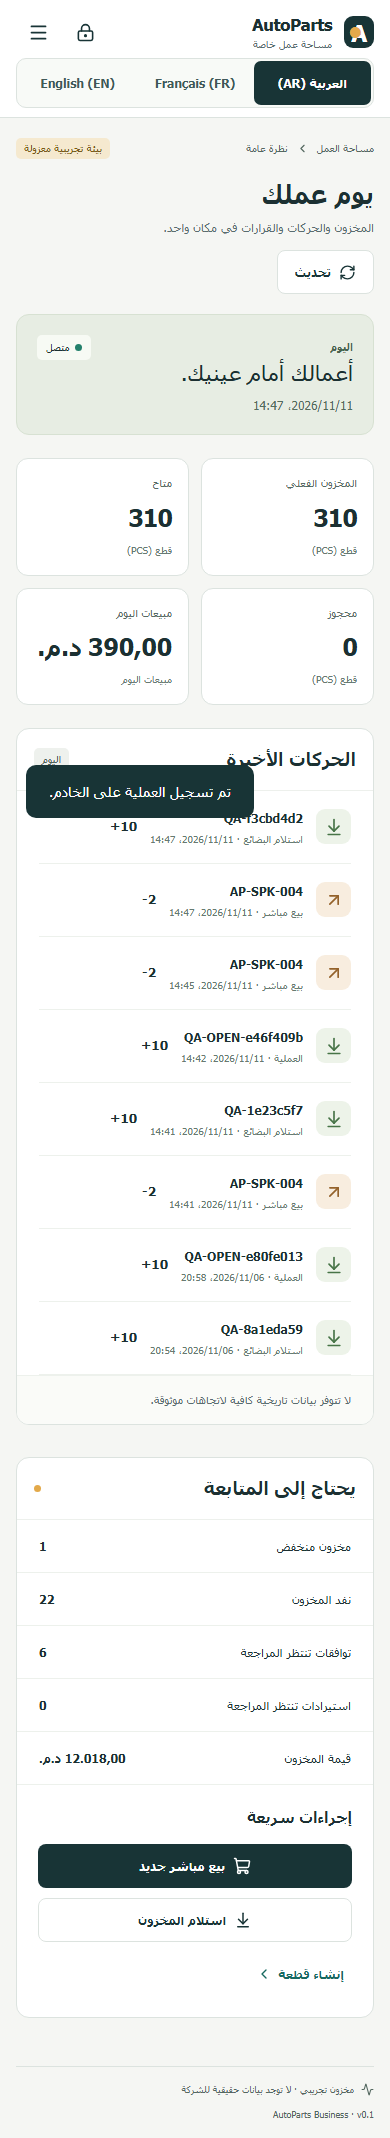 AutoParts
مساحة عمل خاصة
العربية (AR)
Français (FR)
English (EN)
مساحة العمل
نظرة عامة
بيئة تجريبية معزولة
يوم عملك
المخزون والحركات والقرارات في مكان واحد.
تحديث
اليوم
متصل
أعمالك أمام عينيك.
2026/11/11، 14:47
المخزون الفعلي
310
قطع (PCS)
متاح
310
قطع (PCS)
محجوز
0
قطع (PCS)
مبيعات اليوم
390,00 د.م.
مبيعات اليوم
الحركات الأخيرة
اليوم
تم تسجيل العملية على الخادم.
QA-f3cbd4d2
استلام البضائع · 2026/11/11، 14:47
+10
AP-SPK-004
بيع مباشر · 2026/11/11، 14:47
-2
AP-SPK-004
بيع مباشر · 2026/11/11، 14:45
-2
QA-OPEN-e46f409b
العملية · 2026/11/11، 14:42
+10
QA-1e23c5f7
استلام البضائع · 2026/11/11، 14:41
+10
AP-SPK-004
بيع مباشر · 2026/11/11، 14:41
-2
QA-OPEN-e80fe013
العملية · 2026/11/06، 20:58
+10
QA-8a1eda59
استلام البضائع · 2026/11/06، 20:54
+10
لا تتوفر بيانات تاريخية كافية لاتجاهات موثوقة.
يحتاج إلى المتابعة
مخزون منخفض
1
نفد المخزون
22
توافقات تنتظر المراجعة
6
استيرادات تنتظر المراجعة
0
قيمة المخزون
12.018,00 د.م.
إجراءات سريعة
بيع مباشر جديد
استلام المخزون
إنشاء قطعة
مخزون تجريبي · لا توجد بيانات حقيقية للشركة
AutoParts Business · v0.1